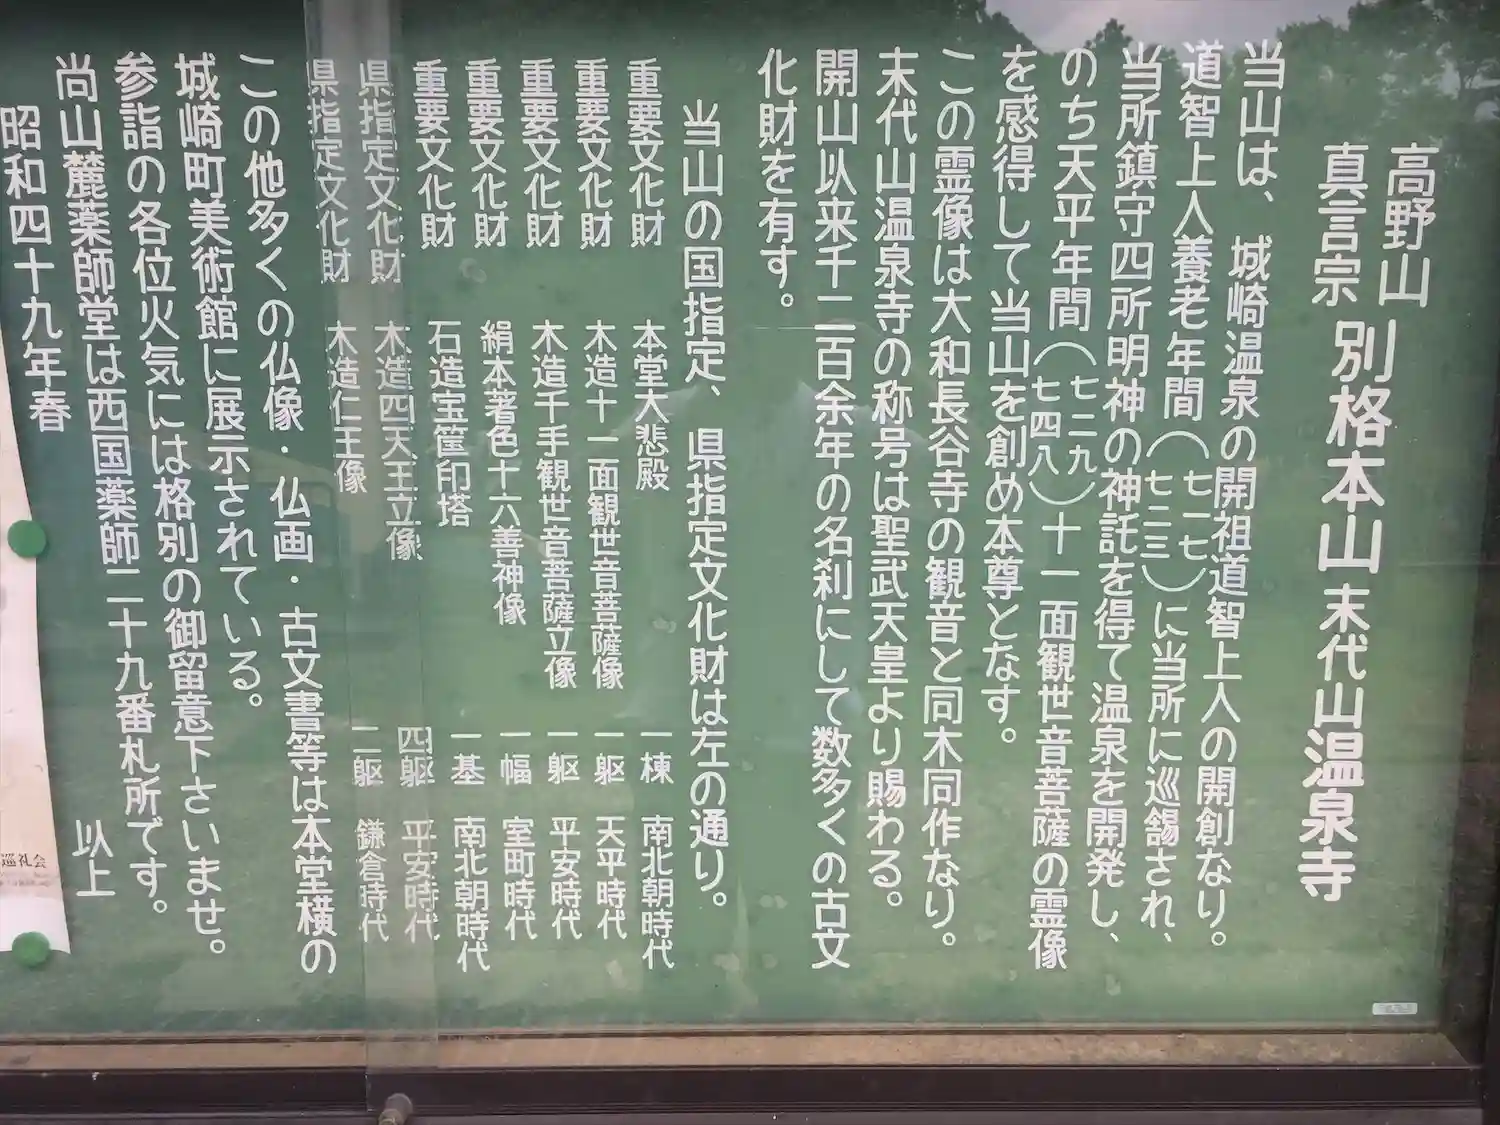 高野山
真言宗 別格本山 末代山温泉寺
当山は、城崎温泉の開祖道智上人の開創なり。
道智上人養老年間(七一七七二三)に当所に巡錫され、
当所鎮守四所明神の神託を得て温泉を開発し、
のち天平年間(七二九七四八)十一面観世音菩薩の霊像
を感得して当山を創め本尊となす。
この霊像は大和長谷寺の観音と同木同作なり。
末代山温泉寺の称号は聖武天皇より賜わる。
開山以来千二百余年の名刹にして数多くの古文
化財を有す。
当山の国指定、県指定文化財は左の通り。
重要文化財 本堂大悲殿 一棟 南北朝時代
重要文化財 木造十一面観世音菩薩像 一躯 天平時代
重要文化財 木造千手観世音菩薩立像 一躯 平安時代
重要文化財 絹本著色十六善神像 一幅 室町時代
重要文化財 石造宝篋印塔 一基 南北朝時代
県指定文化財 木造四天王立像 四躯 平安時代
県指定文化財 木造仁王像 二躯 鎌倉時代
この他多くの仏像・仏画・古文書等は本堂横の
城崎町美術館に展示されている。
参詣の各位火気には格別の御留意下さいませ。
尚山麓薬師堂は西国薬師二十九番札所です。
以上
昭和四十九年春
巡礼会